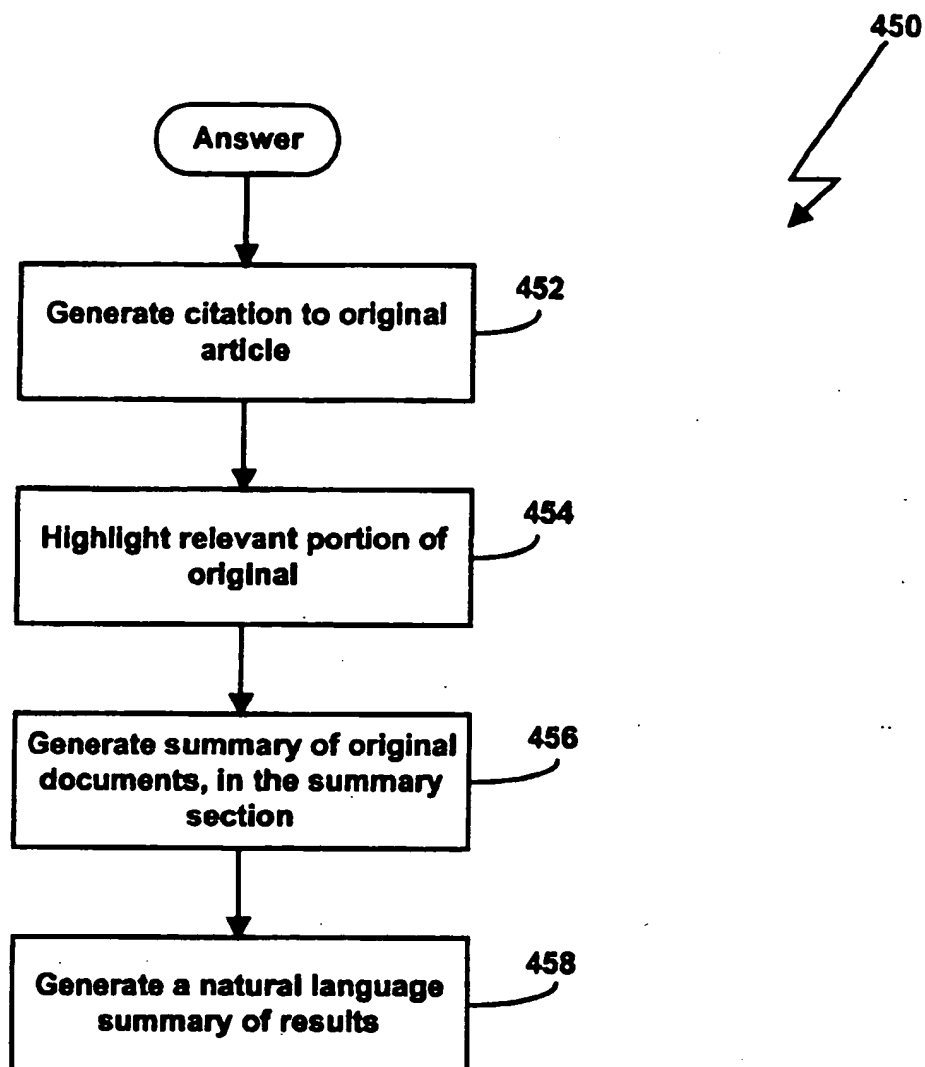 450
Answer
Generate citation to original
article
452
Highlight relevant portion of
original
454
Generate summary of original
documents, in the summary
section
456
Generate a natural language
summary of results
458